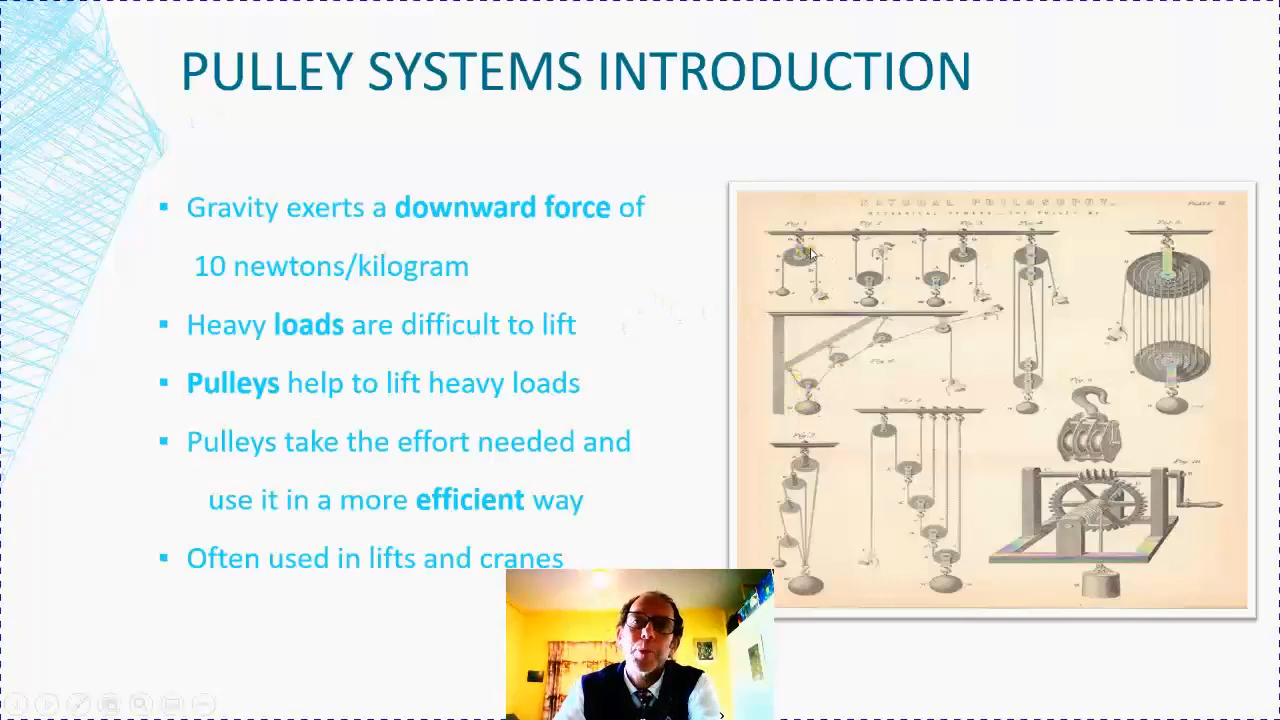 PULLEY SYSTEMS INTRODUCTION
▪ Gravity exerts a downward force of
10 newtons/kilogram
▪ Heavy loads are difficult to lift
▪ Pulleys help to lift heavy loads
▪ Pulleys take the effort needed and
use it in a more efficient way
▪ Often used in lifts and cranes
NATURAL PHILOSOPHY.